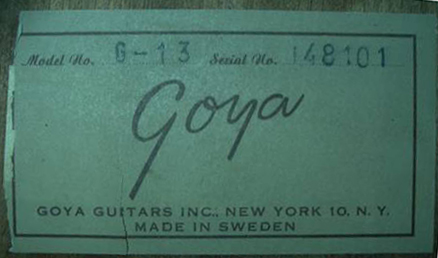 Model No. G-13 Serial No. 148101
Goya
GOYA GUITARS INC., NEW YORK 10, N. Y.
MADE IN SWEDEN